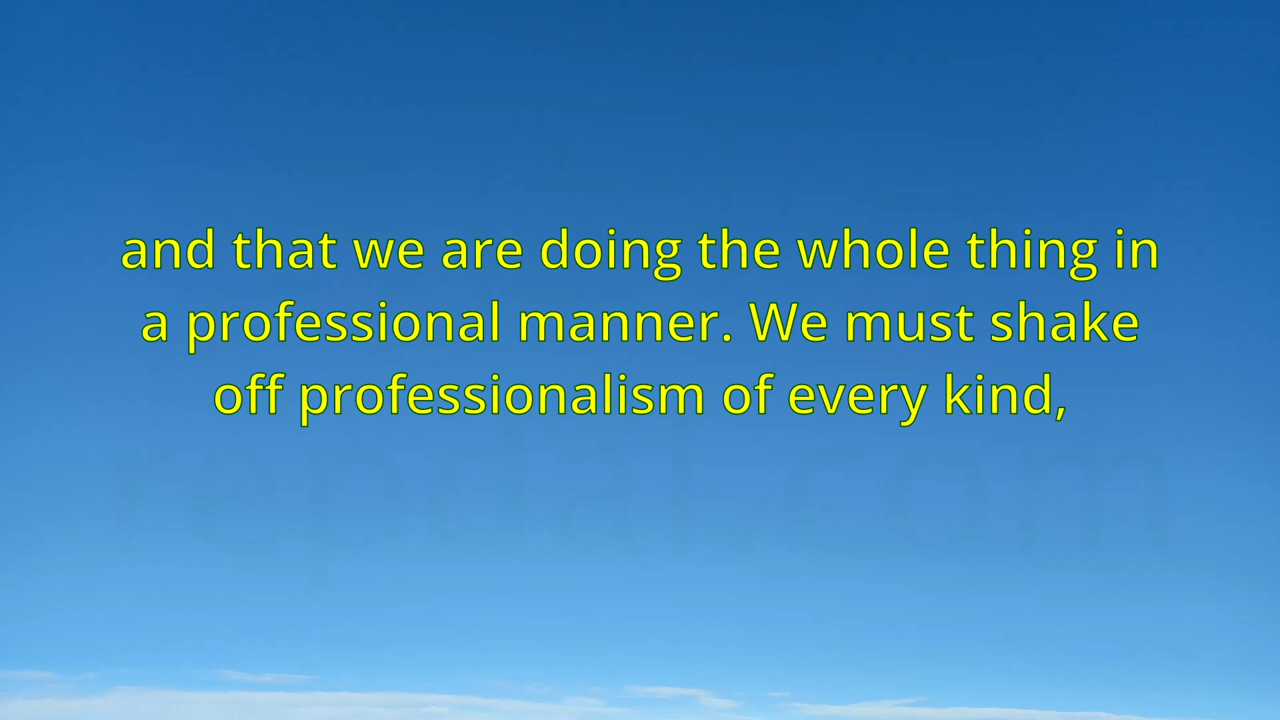 and that we are doing the whole thing in
a professional manner. We must shake
off professionalism of every kind,